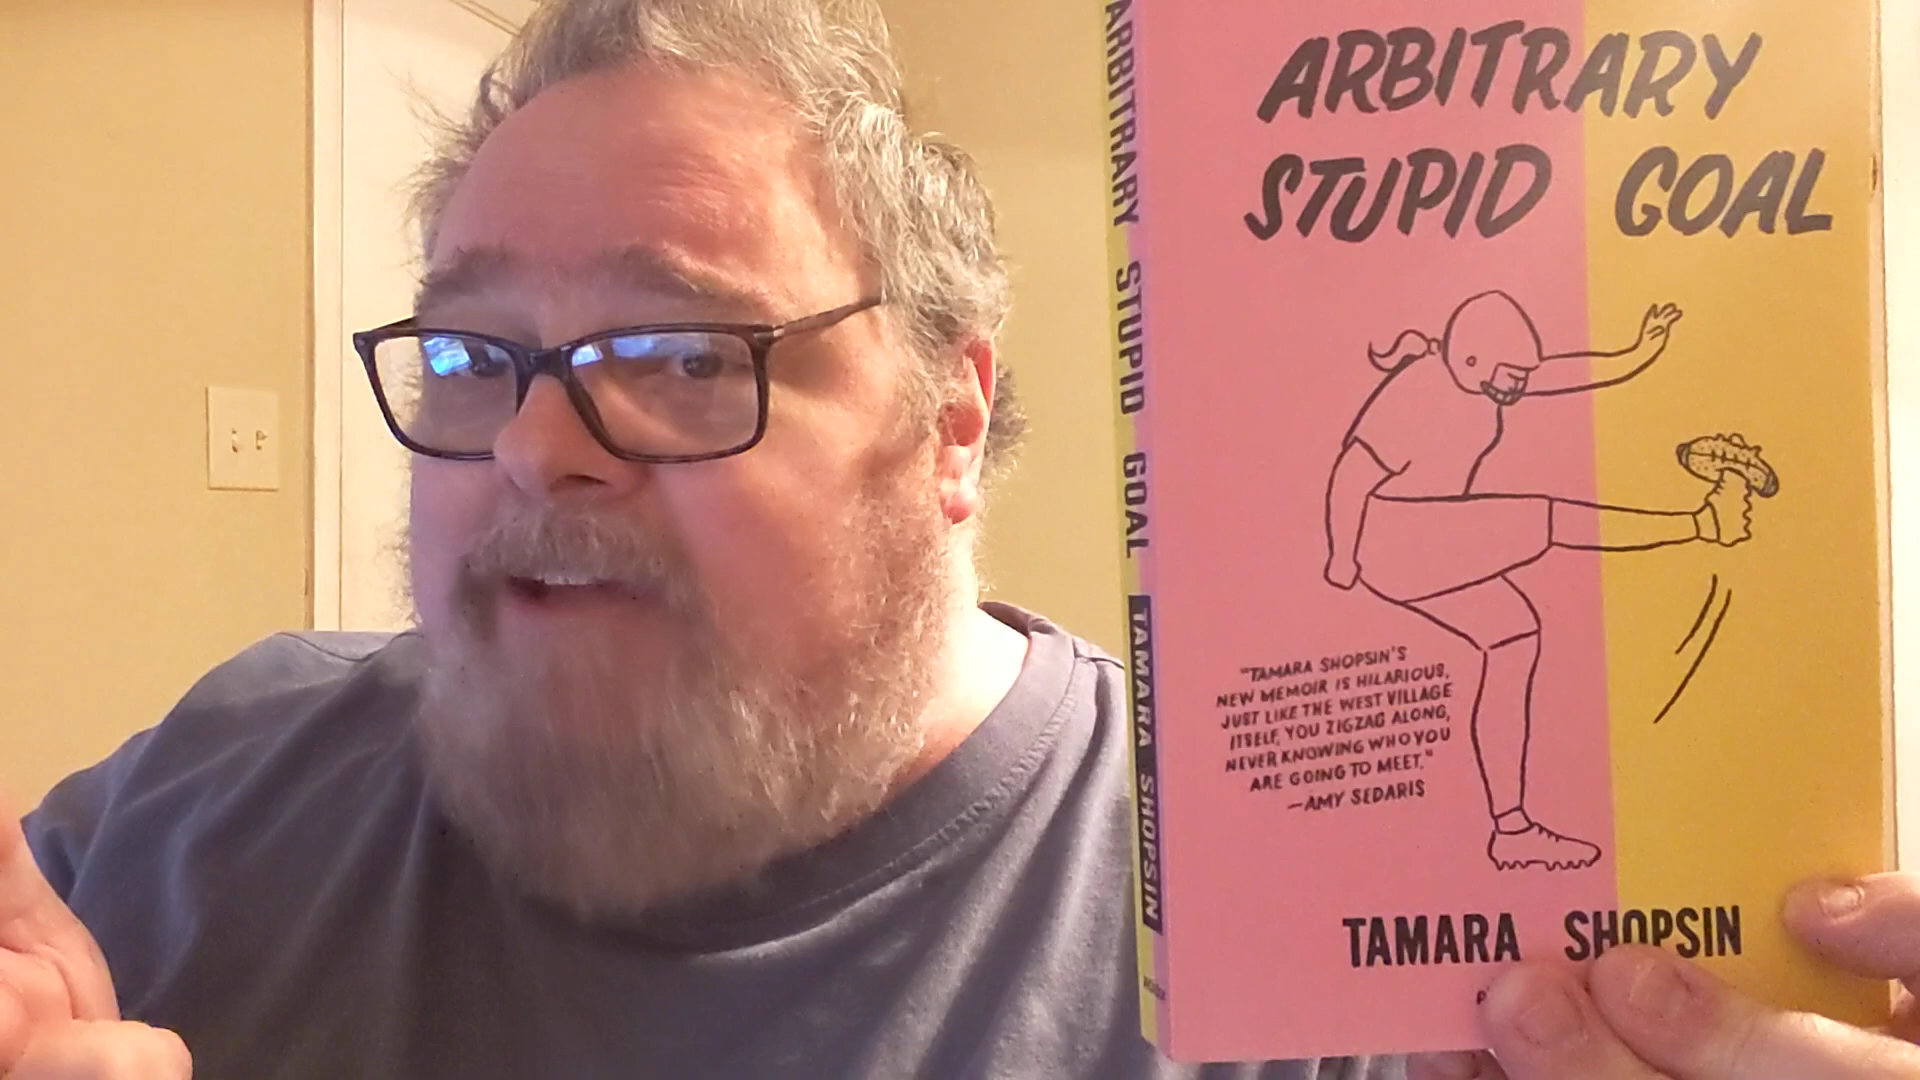 ARBITRARY
STUPID GOAL
"TAMARA SHOPSIN'S
NEW MEMOIR IS HILARIOUS.
JUST LIKE THE WEST VILLAGE
ITSELF, YOU ZIGZAG ALONG,
NEVER KNOWING WHO YOU
ARE GOING TO MEET."
—AMY SEDARIS
TAMARA SHOPSIN
ARBITRARY STUPID GOAL TAMARA SHOPSIN